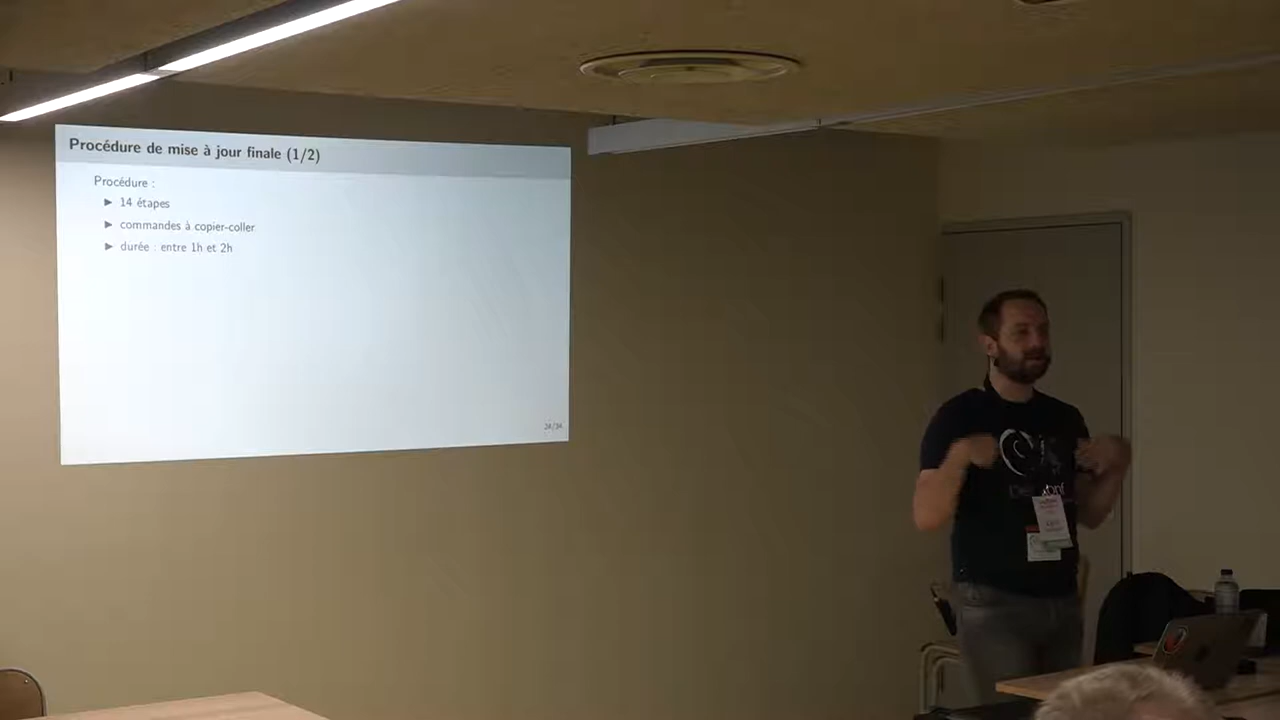 Procédure de mise à jour finale (1/2)
Procédure :
► 14 étapes
► commandes à copier-coller
► durée : entre 1h et 2h